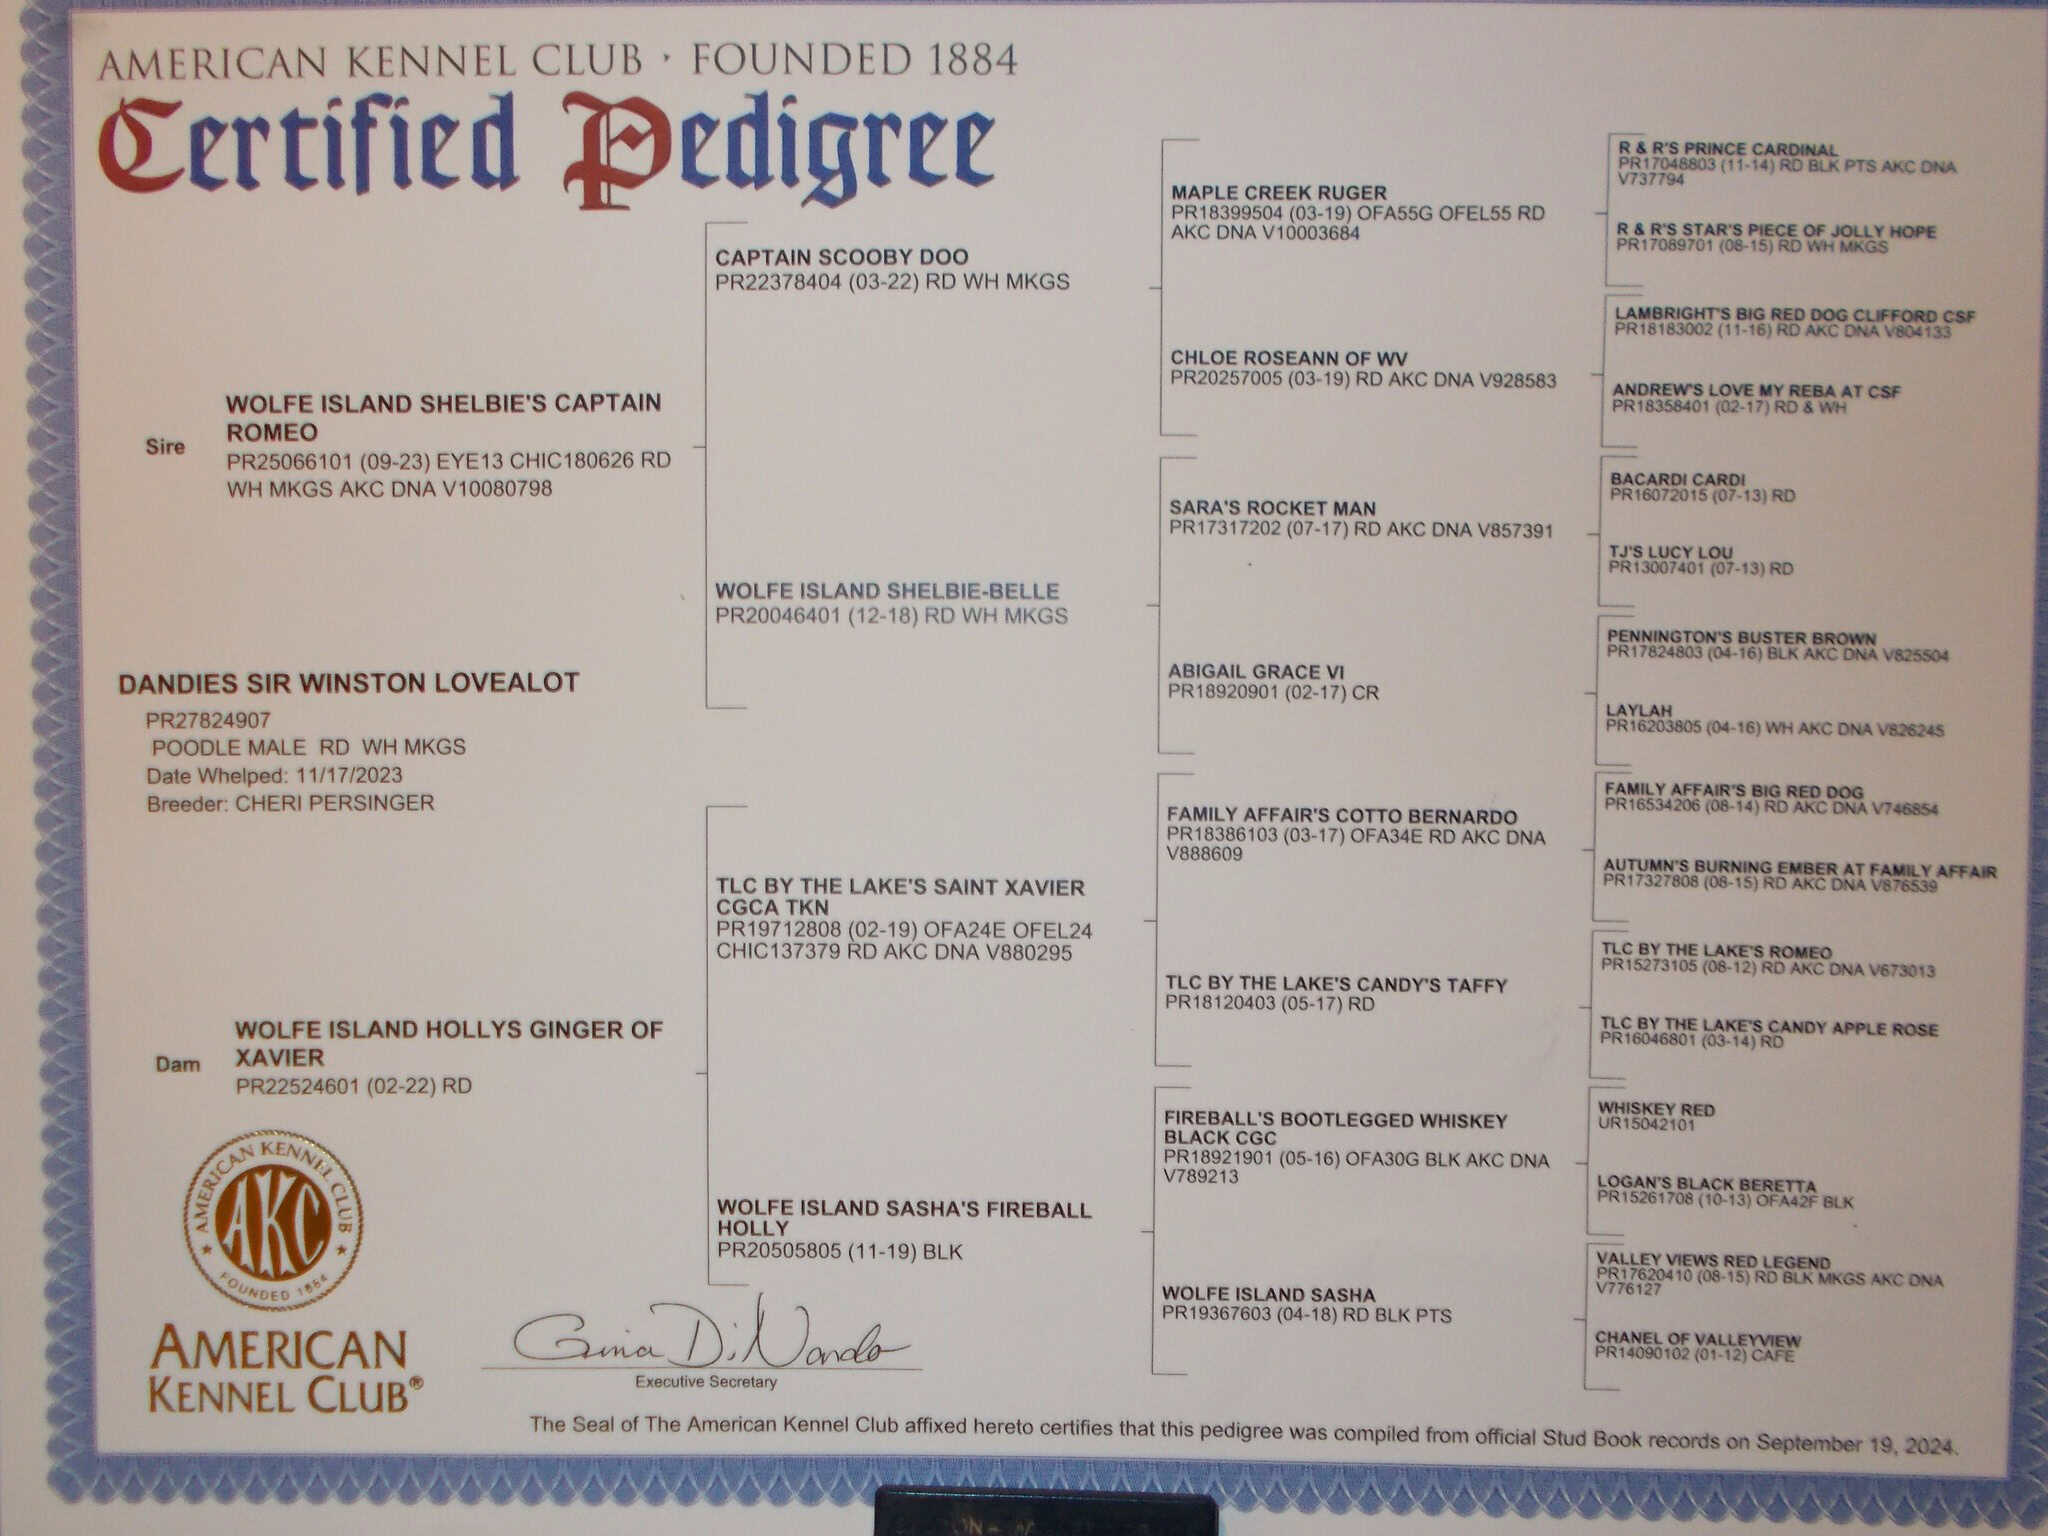 AMERICAN KENNEL CLUB · FOUNDED 1884
Certified Pedigree
Sire
WOLFE ISLAND SHELBIE'S CAPTAIN
ROMEO
PR25066101 (09-23) EYE13 CHIC180626 RD
WH MKGS AKC DNA V10080798
DANDIES SIR WINSTON LOVEALOT
PR27824907
POODLE MALE RD WH MKGS
Date Whelped: 11/17/2023
Breeder: CHERI PERSINGER
Dam
WOLFE ISLAND HOLLYS GINGER OF
XAVIER
PR22524601 (02-22) RD
CAPTAIN SCOOBY DOO
PR22378404 (03-22) RD WH MKGS
WOLFE ISLAND SHELBIE-BELLE
PR20046401 (12-18) RD WH MKGS
TLC BY THE LAKE'S SAINT XAVIER
CGCA TKN
PR19712808 (02-19) OFA24E OFEL24
CHIC137379 RD AKC DNA V880295
WOLFE ISLAND SASHA'S FIREBALL
HOLLY
PR20505805 (11-19) BLK
MAPLE CREEK RUGER
PR18399504 (03-19) OFA55G OFEL55 RD
AKC DNA V10003684
CHLOE ROSEANN OF WV
PR20257005 (03-19) RD AKC DNA V928583
SARA'S ROCKET MAN
PR17317202 (07-17) RD AKC DNA V857391
ABIGAIL GRACE VI
PR18920901 (02-17) CR
FAMILY AFFAIR'S COTTO BERNARDO
PR18386103 (03-17) OFA34E RD AKC DNA
V888609
TLC BY THE LAKE'S CANDY'S TAFFY
PR18120403 (05-17) RD
FIREBALL'S BOOTLEGGED WHISKEY
BLACK CGC
PR18921901 (05-16) OFA30G BLK AKC DNA
V789213
WOLFE ISLAND SASHA
PR19367603 (04-18) RD BLK PTS
R & R'S PRINCE CARDINAL
PR17048803 (11-14) RD BLK PTS AKC DNA
V737794
R & R'S STAR'S PIECE OF JOLLY HOPE
PR17089701 (08-15) RD WH MKGS
LAMBRIGHT'S BIG RED DOG CLIFFORD CSF
PR18183002 (11-16) RD AKC DNA V804133
ANDREW'S LOVE MY REBA AT CSF
PR18358401 (02-17) RD & WH
BACARDI CARDI
PR16072015 (07-13) RD
TJ'S LUCY LOU
PR13007401 (07-13) RD
PENNINGTON'S BUSTER BROWN
PR17824803 (04-16) BLK AKC DNA V825504
LAYLAH
PR16203805 (04-16) WH AKC DNA V826245
FAMILY AFFAIR'S BIG RED DOG
PR16534206 (08-14) RD AKC DNA V746854
AUTUMN'S BURNING EMBER AT FAMILY AFFAIR
PR17327808 (08-15) RD AKC DNA V876539
TLC BY THE LAKE'S ROMEO
PR15273105 (08-12) RD AKC DNA V673013
TLC BY THE LAKE'S CANDY APPLE ROSE
PR16046801 (03-14) RD
WHISKEY RED
UR15042101
LOGAN'S BLACK BERETTA
PR15261708 (10-13) OFA42F BLK
VALLEY VIEWS RED LEGEND
PR17620410 (08-15) RD BLK MKGS AKC DNA
V776127
CHANEL OF VALLEYVIEW
PR14090102 (01-12) CAFE
AMERICAN KENNEL CLUB
AKC
FOUNDED 1884
AMERICAN
KENNEL CLUB®
Gina DiNardo
Executive Secretary
The Seal of The American Kennel Club affixed hereto certifies that this pedigree was compiled from official Stud Book records on September 19, 2024.